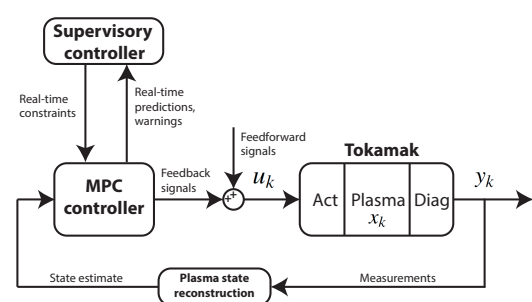 Supervisory
controller
Real-time
constraints
Real-time
predictions,
warnings
Feedforward
signals
Tokamak
MPC
controller
Feedback
signals
++
u_k
Act
Plasma
x_k
Diag
y_k
State estimate
Plasma state
reconstruction
Measurements